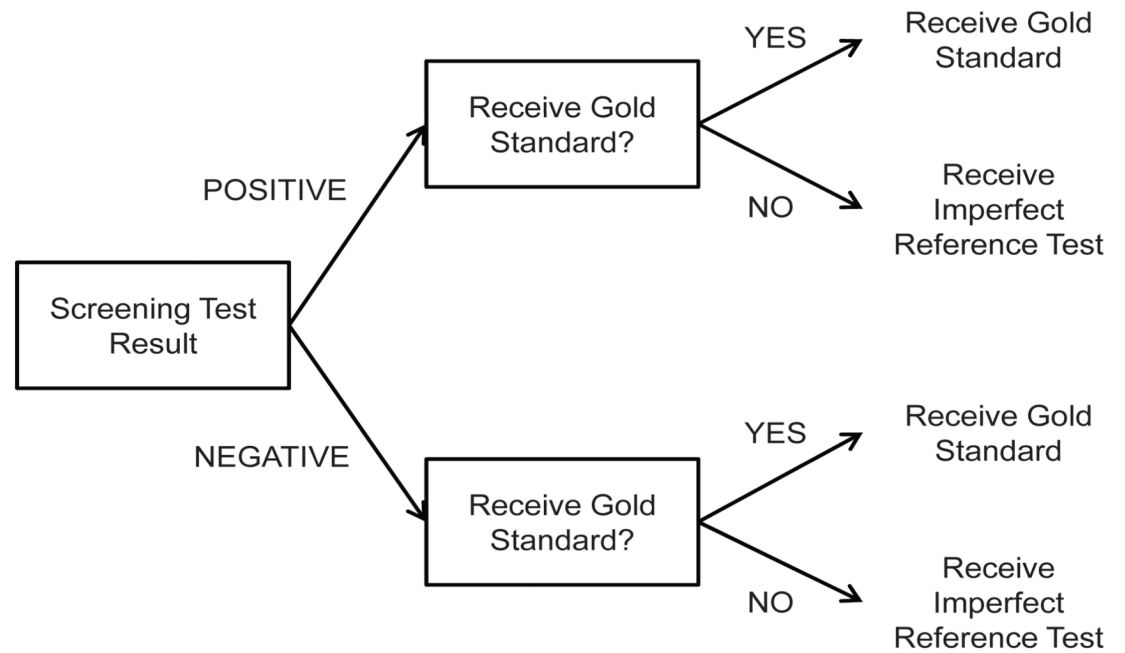 Screening Test
Result
POSITIVE
NEGATIVE
Receive Gold
Standard?
YES
NO
Receive Gold
Standard
Receive
Imperfect
Reference Test
Receive Gold
Standard?
YES
NO
Receive Gold
Standard
Receive
Imperfect
Reference Test